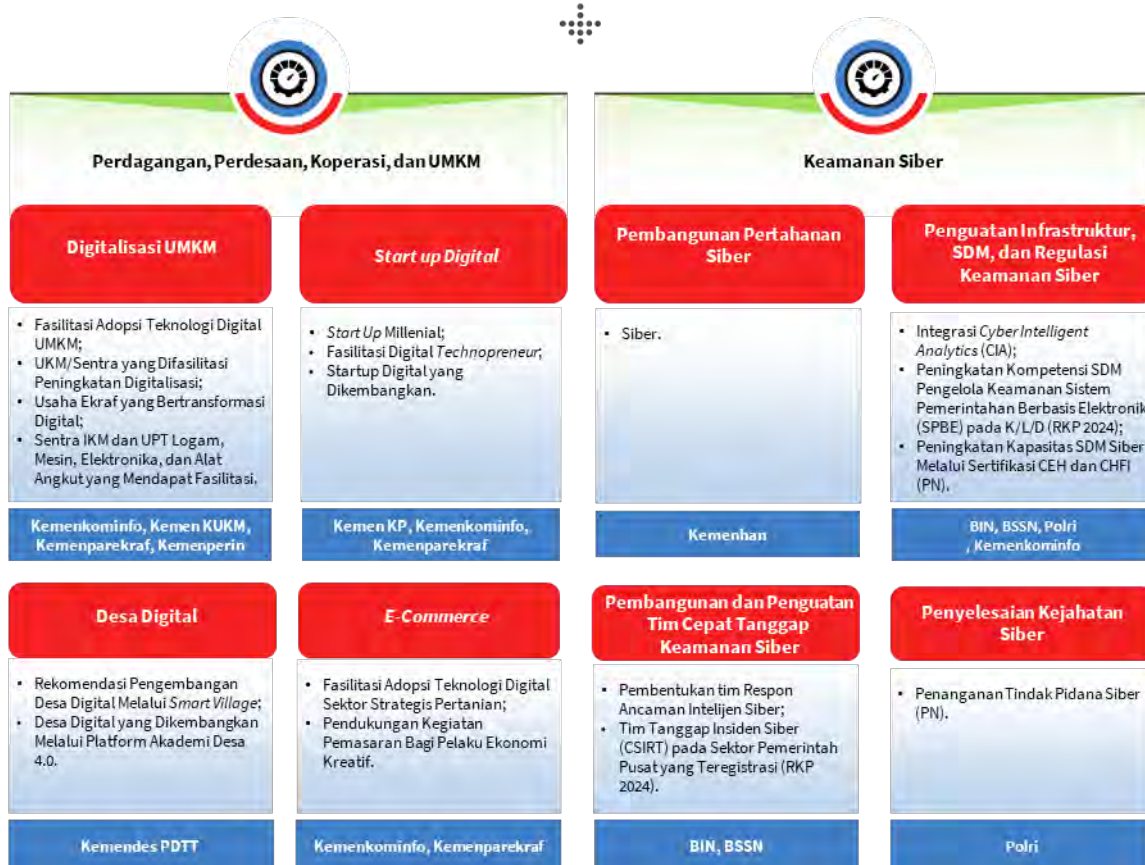 Perdagangan, Perdesaan, Koperasi, dan UMKM
Digitalisasi UMKM
• Fasilitasi Adopsi Teknologi Digital
UMKM;
• UKM/Sentra yang Difasilitasi
Peningkatan Digitalisasi;
• Usaha Ekraf yang Bertransformasi
Digital;
• Sentra IKM dan UPT Logam,
Mesin, Elektronika, dan Alat
Angkut yang Mendapat Fasilitasi.
Kemenkominfo, Kemen KUKM,
Kemenparekraf, Kemenperin
Start up Digital
• Start Up Millenial;
• Fasilitasi Digital Technopreneur;
• Startup Digital yang
Dikembangkan.
Kemen KP, Kemenkominfo,
Kemenparekraf
Desa Digital
• Rekomendasi Pengembangan
Desa Digital Melalui Smart Village;
• Desa Digital yang Dikembangkan
Melalui Platform Akademi Desa
4.0.
Kemendes PDTT
E-Commerce
• Fasilitasi Adopsi Teknologi Digital
Sektor Strategis Pertanian;
• Pendukungan Kegiatan
Pemasaran Bagi Pelaku Ekonomi
Kreatif.
Kemenkominfo, Kemenparekraf
Keamanan Siber
Pembangunan Pertahanan
Siber
• Siber.
Kemenhan
Penguatan Infrastruktur,
SDM, dan Regulasi
Keamanan Siber
• Integrasi Cyber Intelligent
Analytics (CIA);
• Peningkatan Kompetensi SDM
Pengelola Keamanan Sistem
Pemerintahan Berbasis Elektronik
(SPBE) pada K/L/D (RKP 2024);
• Peningkatan Kapasitas SDM Siber
Melalui Sertifikasi CEH dan CHFI
(PN).
BIN, BSSN, Polri
, Kemenkominfo
Pembangunan dan Penguatan
Tim Cepat Tanggap
Keamanan Siber
• Pembentukan tim Respon
Ancaman Intelijen Siber;
• Tim Tanggap Insiden Siber
(CSIRT) pada Sektor Pemerintah
Pusat yang Teregistrasi (RKP
2024).
BIN, BSSN
Penyelesaian Kejahatan
Siber
• Penanganan Tindak Pidana Siber
(PN).
Polri